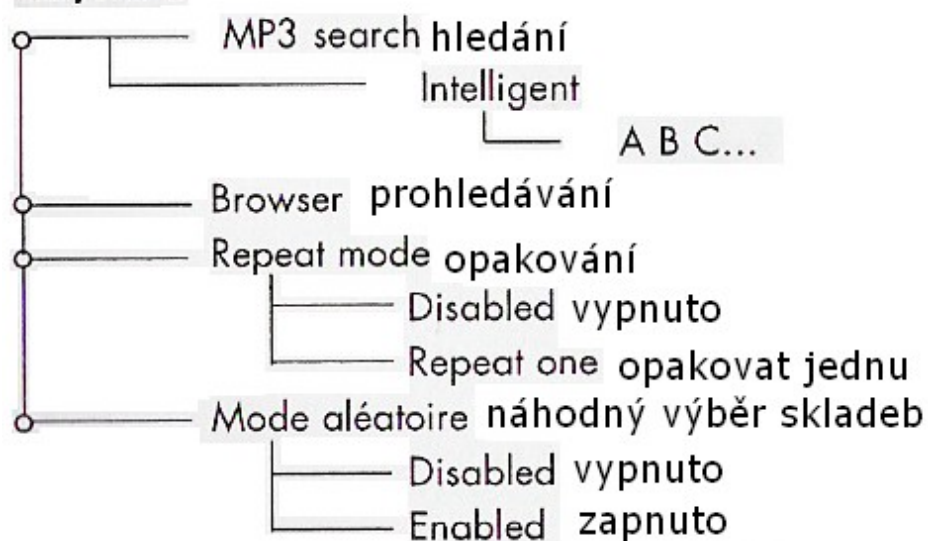 MP3 search hledání
Intelligent
A B C...
Browser prohledávání
Repeat mode opakování
Disabled vypnuto
Repeat one opakovat jednu
Mode aléatoire náhodný výběr skladeb
Disabled vypnuto
Enabled zapnuto